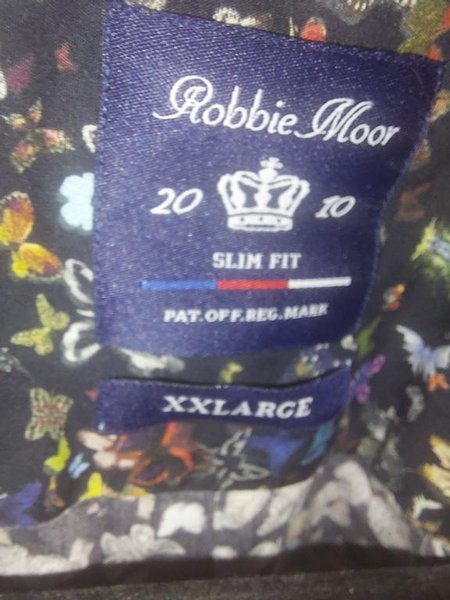 Robbie Moor
20 10
SLIM FIT
PAT.OFF.REG.MARK
XXLARGE